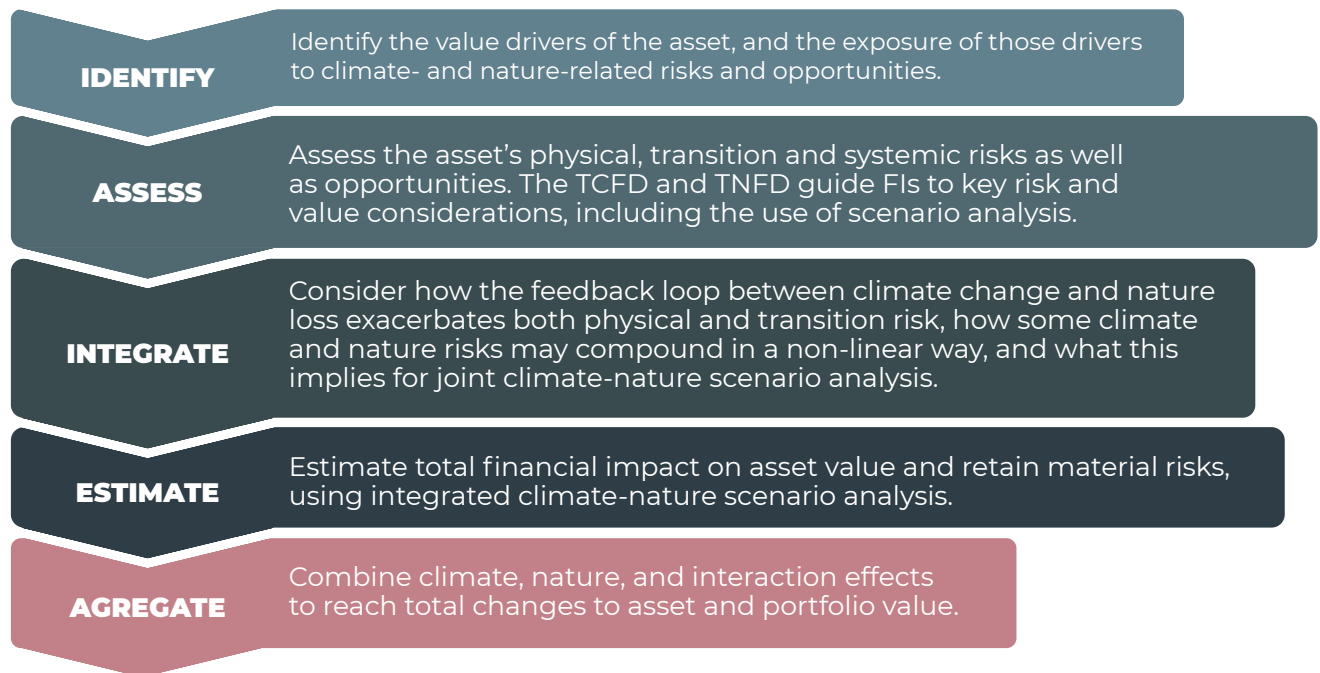 IDENTIFY
Identify the value drivers of the asset, and the exposure of those drivers
to climate- and nature-related risks and opportunities.
ASSESS
Assess the asset's physical, transition and systemic risks as well
as opportunities. The TCFD and TNFD guide FIs to key risk and
value considerations, including the use of scenario analysis.
INTEGRATE
Consider how the feedback loop between climate change and nature
loss exacerbates both physical and transition risk, how some climate
and nature risks may compound in a non-linear way, and what this
implies for joint climate-nature scenario analysis.
ESTIMATE
Estimate total financial impact on asset value and retain material risks,
using integrated climate-nature scenario analysis.
AGREGATE
Combine climate, nature, and interaction effects
to reach total changes to asset and portfolio value.